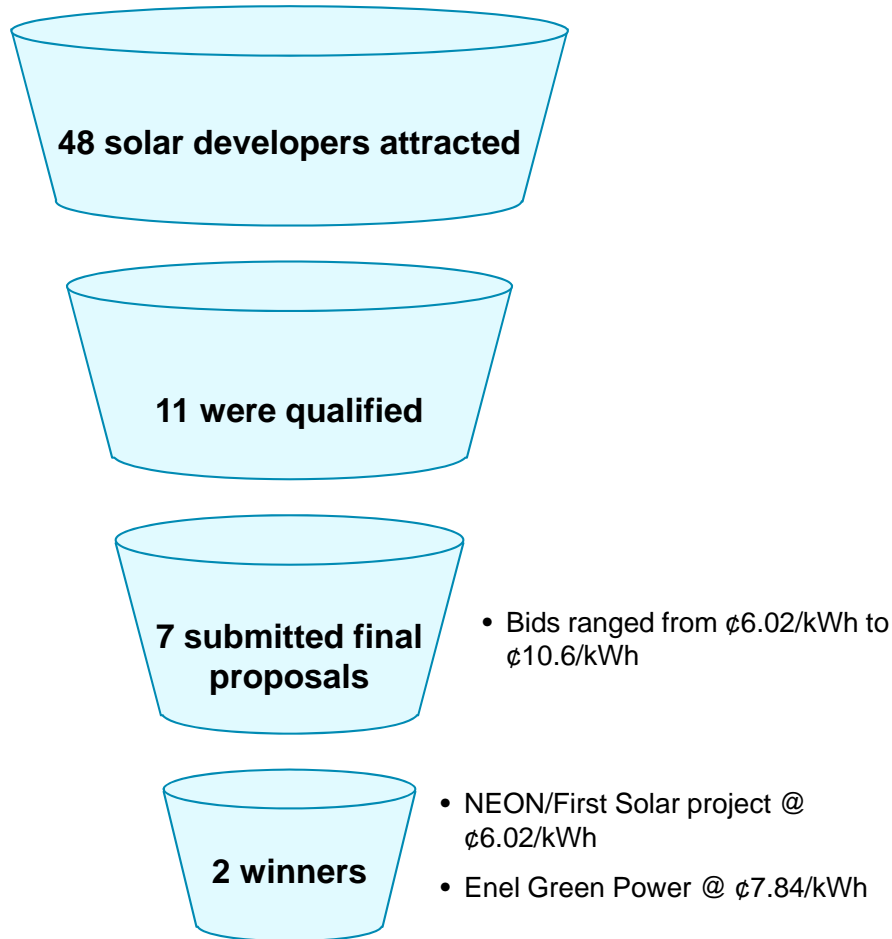 48 solar developers attracted
11 were qualified
7 submitted final
proposals
• Bids ranged from ¢6.02/kWh to
¢10.6/kWh
2 winners
• NEON/First Solar project @
¢6.02/kWh
• Enel Green Power @ ¢7.84/kWh